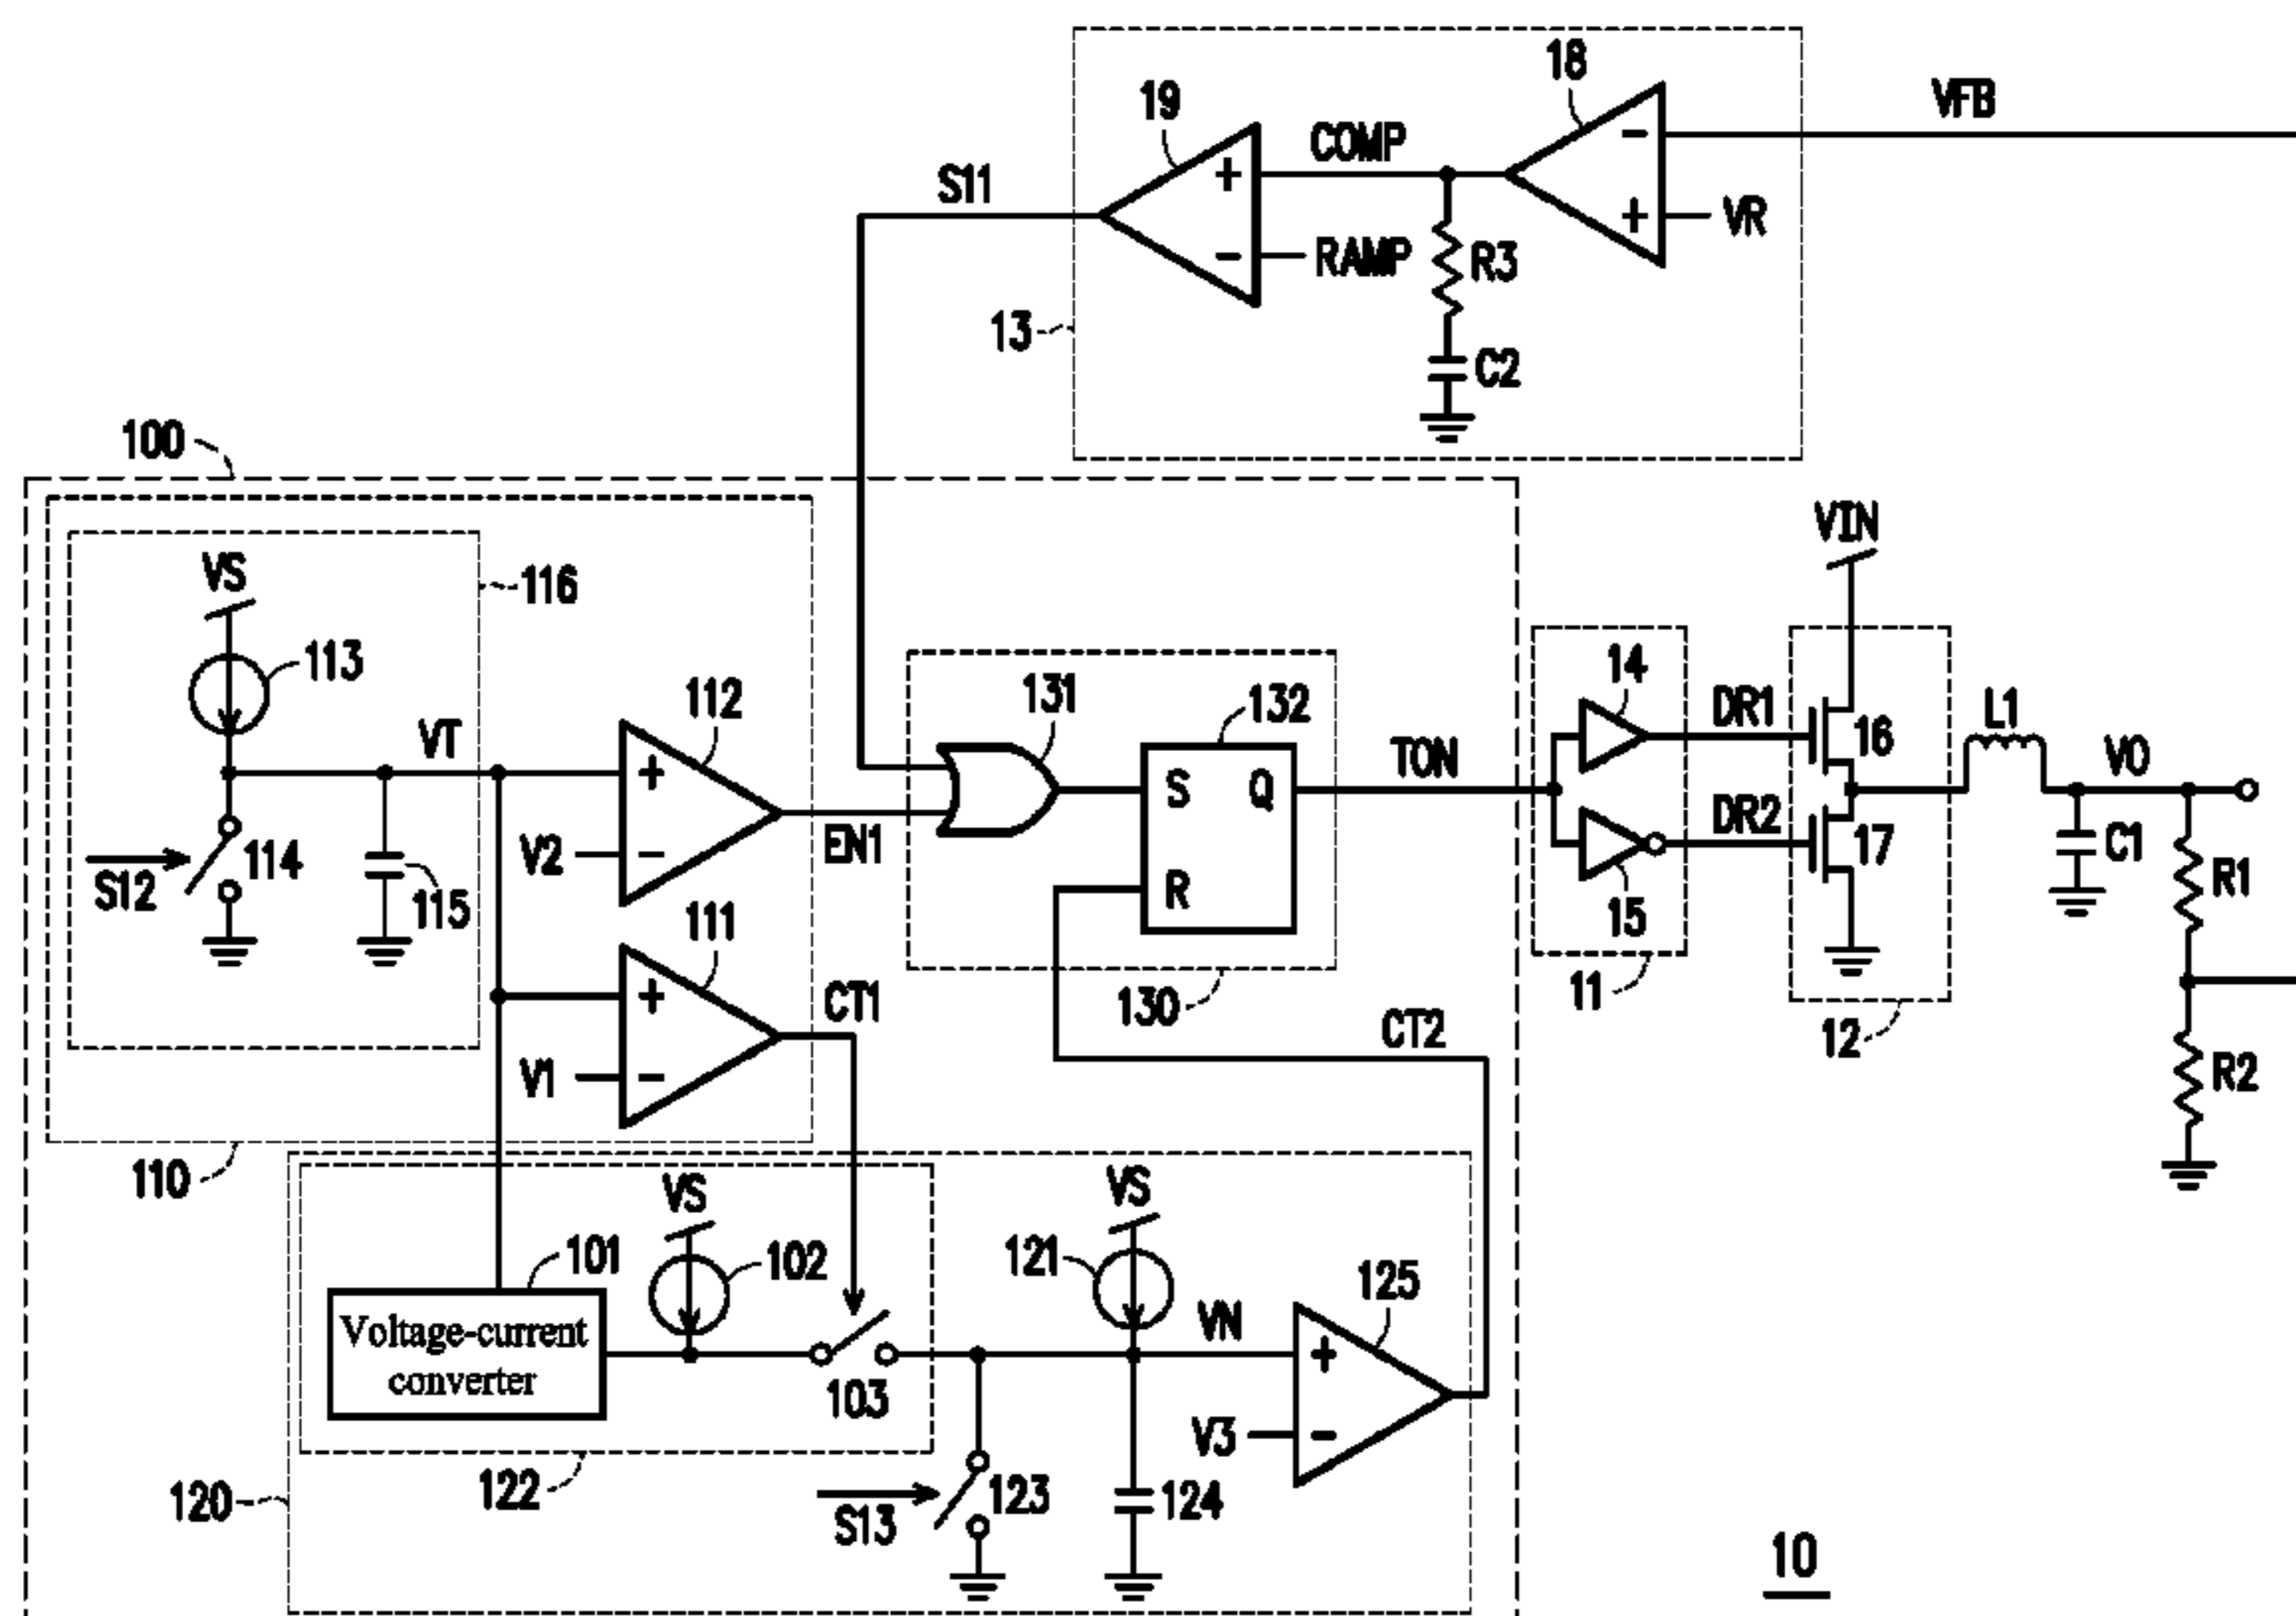 18
VFB
19
COMP
S11
VR
RAMP
R3
13
C2
100
VIN
VS
116
113
14
112
131
132
DR1
L1
16
VT
TON
VO
S
Q
V2
EN1
DR2
17
C1
S12
114
115
R
15
R1
111
CT1
130
11
CT2
12
V1
R2
110
VS
VS
101
102
121
125
Voltage-current
converter
VN
103
V3
122
120
S13
123
124
10